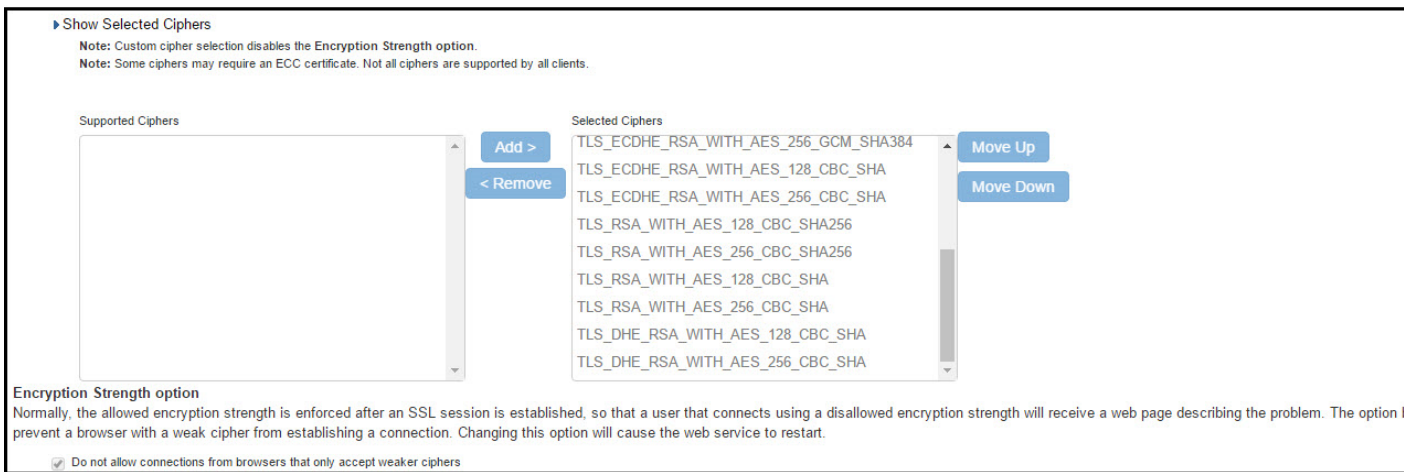 Show Selected Ciphers
Note: Custom cipher selection disables the Encryption Strength option.
Note: Some ciphers may require an ECC certificate. Not all ciphers are supported by all clients.
Supported Ciphers
Selected Ciphers
Add >
< Remove
TLS_ECDHE_RSA_WITH_AES_256_GCM_SHA384
TLS_ECDHE_RSA_WITH_AES_128_CBC_SHA
TLS_ECDHE_RSA_WITH_AES_256_CBC_SHA
TLS_RSA_WITH_AES_128_CBC_SHA256
TLS_RSA_WITH_AES_256_CBC_SHA256
TLS_RSA_WITH_AES_128_CBC_SHA
TLS_RSA_WITH_AES_256_CBC_SHA
TLS_DHE_RSA_WITH_AES_128_CBC_SHA
TLS_DHE_RSA_WITH_AES_256_CBC_SHA
Move Up
Move Down
Encryption Strength option
Normally, the allowed encryption strength is enforced after an SSL session is established, so that a user that connects using a disallowed encryption strength will receive a web page describing the problem. The option
prevent a browser with a weak cipher from establishing a connection. Changing this option will cause the web service to restart.
Do not allow connections from browsers that only accept weaker ciphers